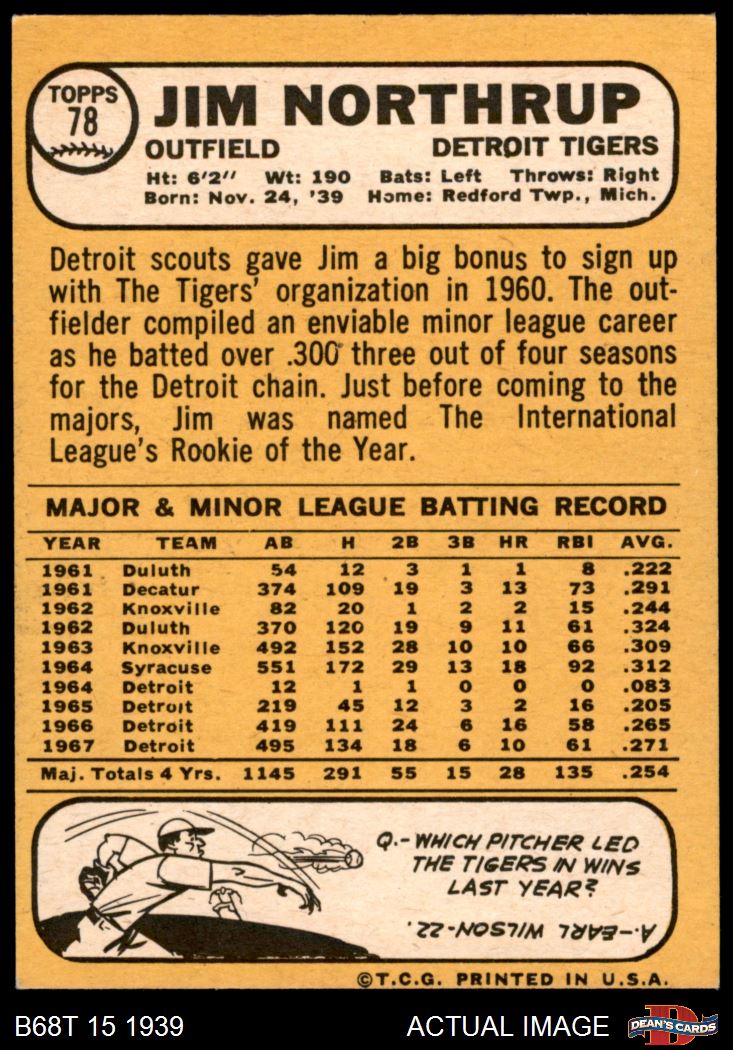 TOPPS
78
JIM NORTHRUP
OUTFIELD DETROIT TIGERS
Ht: 6'2" Wt: 190 Bats: Left Throws: Right
Born: Nov. 24, '39 Home: Redford Twp., Mich.
Detroit scouts gave Jim a big bonus to sign up
with The Tigers' organization in 1960. The out-
fielder compiled an enviable minor league career
as he batted over .300 three out of four seasons
for the Detroit chain. Just before coming to the
majors, Jim was named The International
League's Rookie of the Year.
MAJOR & MINOR LEAGUE BATTING RECORD
YEAR TEAM AB H 2B 3B HR RBI AVG.
1961 Duluth 54 12 3 1 1 8 .222
1961 Decatur 374 109 19 3 13 73 .291
1962 Knoxville 82 20 1 2 2 15 .244
1962 Duluth 370 120 19 9 11 61 .324
1963 Knoxville 492 152 28 10 10 66 .309
1964 Syracuse 551 172 29 13 18 92 .312
1964 Detroit 12 1 1 0 0 0 .083
1965 Detroit 219 45 12 3 2 16 .205
1966 Detroit 419 111 24 6 16 58 .265
1967 Detroit 495 134 18 6 10 61 .271
Maj. Totals 4 Yrs. 1145 291 55 15 28 135 .254
Q.-WHICH PITCHER LED
THE TIGERS IN WINS
LAST YEAR?
A.-EARL WILSON-22.
©T.C.G. PRINTED IN U.S.A.
B68T 15 1939 ACTUAL IMAGE
D
DEAN'S CARDS